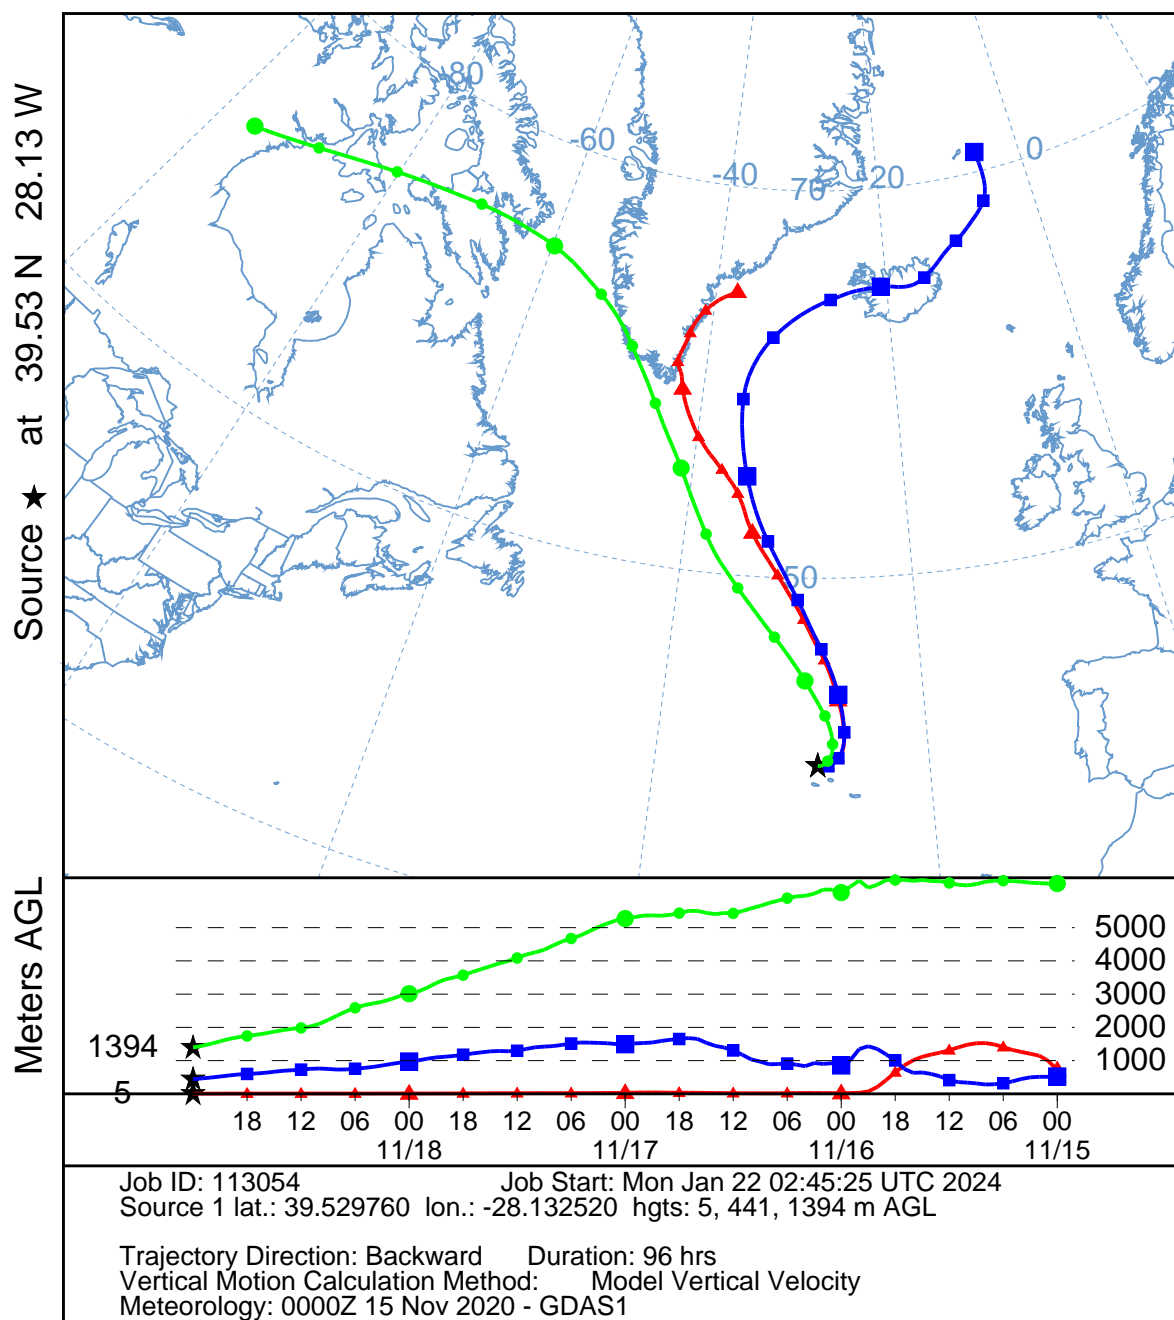 Source ★ at 39.53 N 28.13 W
80
-60
-40
70
-20
0
50
Meters AGL
1394
5
5000
4000
3000
2000
1000
18 12 06 00 18 12 06 00 18 12 06 00 18 12 06 00
11/18 11/17 11/16 11/15
Job ID: 113054 Job Start: Mon Jan 22 02:45:25 UTC 2024
Source 1 lat.: 39.529760 lon.: -28.132520 hgts: 5, 441, 1394 m AGL
Trajectory Direction: Backward Duration: 96 hrs
Vertical Motion Calculation Method: Model Vertical Velocity
Meteorology: 0000Z 15 Nov 2020 - GDAS1